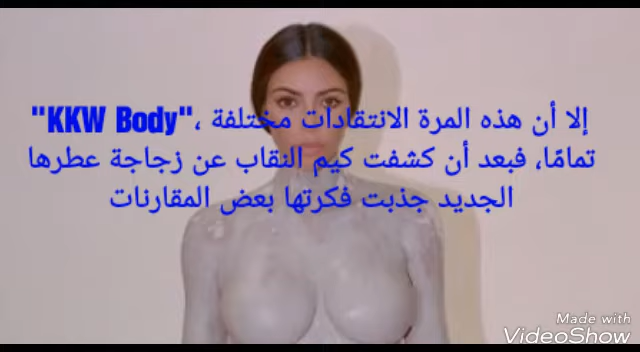 إلا أن هذه المرة الانتقادات مختلفة ،"KKW Body"
تمامًا، فبعد أن كشفت كيم النقاب عن زجاجة عطرها
الجديد جذبت فكرتها بعض المقارنات
Made with
VideoShow